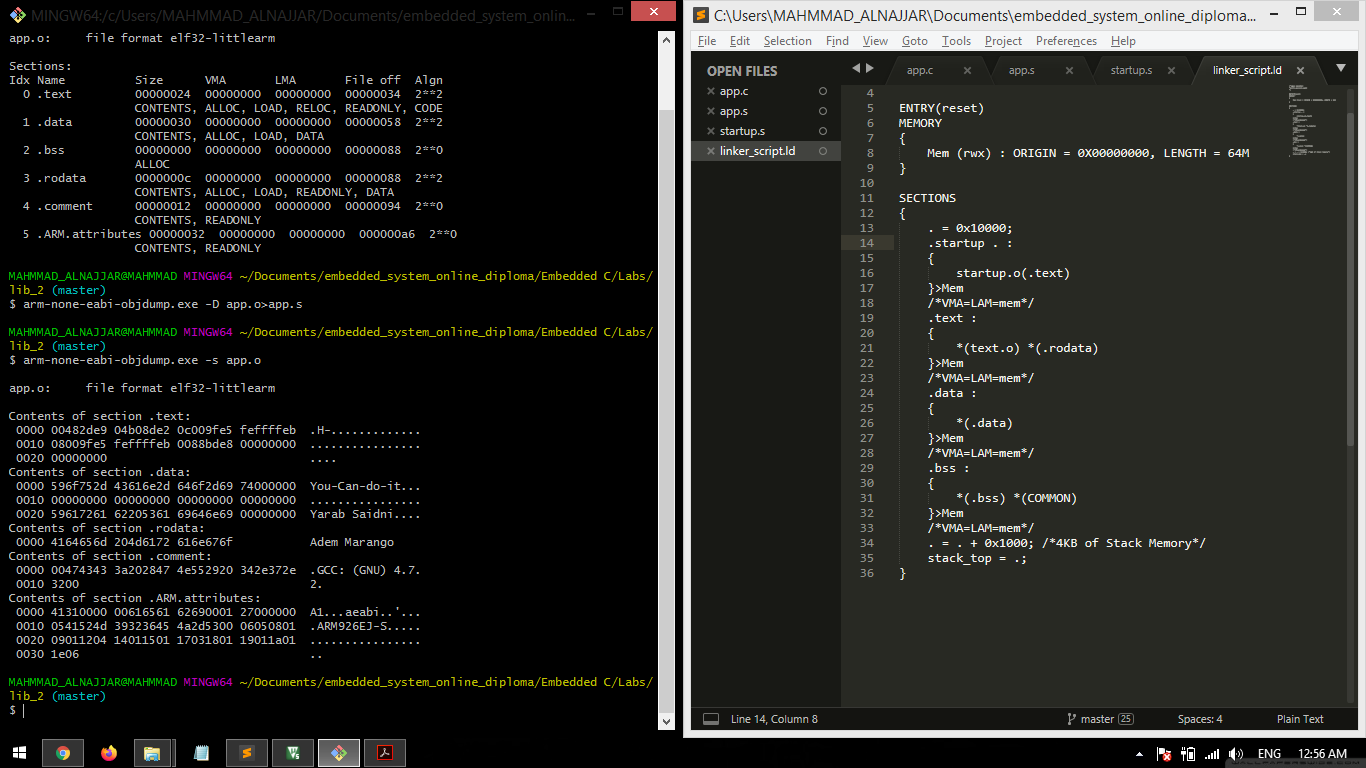 MINGW64:/c/Users/MAHMMAD_ALNAJJAR/Documents/embedded_system_onlin...
app.o:     file format elf32-littlearm
Sections:
Idx Name          Size      VMA       LMA       File off  Algn
  0 .text         00000024  00000000  00000000  00000034  2**2
                  CONTENTS, ALLOC, LOAD, RELOC, READONLY, CODE
  1 .data         00000030  00000000  00000000  00000058  2**2
                  CONTENTS, ALLOC, LOAD, DATA
  2 .bss          00000000  00000000  00000000  00000088  2**0
                  ALLOC
  3 .rodata       0000000c  00000000  00000000  00000088  2**2
                  CONTENTS, ALLOC, LOAD, READONLY, DATA
  4 .comment      00000012  00000000  00000000  00000094  2**0
                  CONTENTS, READONLY
  5 .ARM.attributes 00000032  00000000  00000000  000000a6  2**0
                  CONTENTS, READONLY
MAHMMAD_ALNAJJAR@MAHMMAD MINGW64 ~/Documents/embedded_system_online_diploma/Embedded C/Labs/
lib_2 (master)
$ arm-none-eabi-objdump.exe -D app.o>app.s
MAHMMAD_ALNAJJAR@MAHMMAD MINGW64 ~/Documents/embedded_system_online_diploma/Embedded C/Labs/
lib_2 (master)
$ arm-none-eabi-objdump.exe -s app.o
app.o:     file format elf32-littlearm
Contents of section .text:
 0000 00482de9 04b08de2 0c009fe5 feffffeb  .H-.............
 0010 08009fe5 feffffeb 0088bde8 00000000  ................
 0020 00000000                             ....
Contents of section .data:
 0000 596f752d 43616e2d 646f2d69 74000000  You-Can-do-it...
 0010 00000000 00000000 00000000 00000000  ................
 0020 59617261 62205361 69646e69 00000000  Yarab Saidni....
Contents of section .rodata:
 0000 4164656d 204d6172 616e676f           Adem Marango
Contents of section .comment:
 0000 00474343 3a202847 4e552920 342e372e  .GCC: (GNU) 4.7.
 0010 3200                                 2.
Contents of section .ARM.attributes:
 0000 41310000 00616561 62690001 27000000  A1...aeabi..'...
 0010 0541524d 39323645 4a2d5300 06050801  .ARM926EJ-S.....
 0020 09011204 14011501 17031801 19011a01  ................
 0030 1e06                                 ..
MAHMMAD_ALNAJJAR@MAHMMAD MINGW64 ~/Documents/embedded_system_online_diploma/Embedded C/Labs/
lib_2 (master)
$
C:\Users\MAHMMAD_ALNAJJAR\Documents\embedded_system_online_diploma...
File Edit Selection Find View Goto Tools Project Preferences Help
OPEN FILES
app.c
app.s
startup.s
linker_script.ld
app.c app.s startup.s linker_script.ld
4
5 ENTRY(reset)
6 MEMORY
7 {
8     Mem (rwx) : ORIGIN = 0X00000000, LENGTH = 64M
9 }
10
11 SECTIONS
12 {
13     . = 0x10000;
14     .startup . :
15     {
16         startup.o(.text)
17     }>Mem
18     /*VMA=LAM=mem*/
19     .text :
20     {
21         *(text.o) *(.rodata)
22     }>Mem
23     /*VMA=LAM=mem*/
24     .data :
25     {
26         *(.data)
27     }>Mem
28     /*VMA=LAM=mem*/
29     .bss :
30     {
31         *(.bss) *(COMMON)
32     }>Mem
33     /*VMA=LAM=mem*/
34     . = . + 0x1000; /*4KB of Stack Memory*/
35     stack_top = .;
36 }
Line 14, Column 8 master 25 Spaces: 4 Plain Text
ENG 12:56 AM